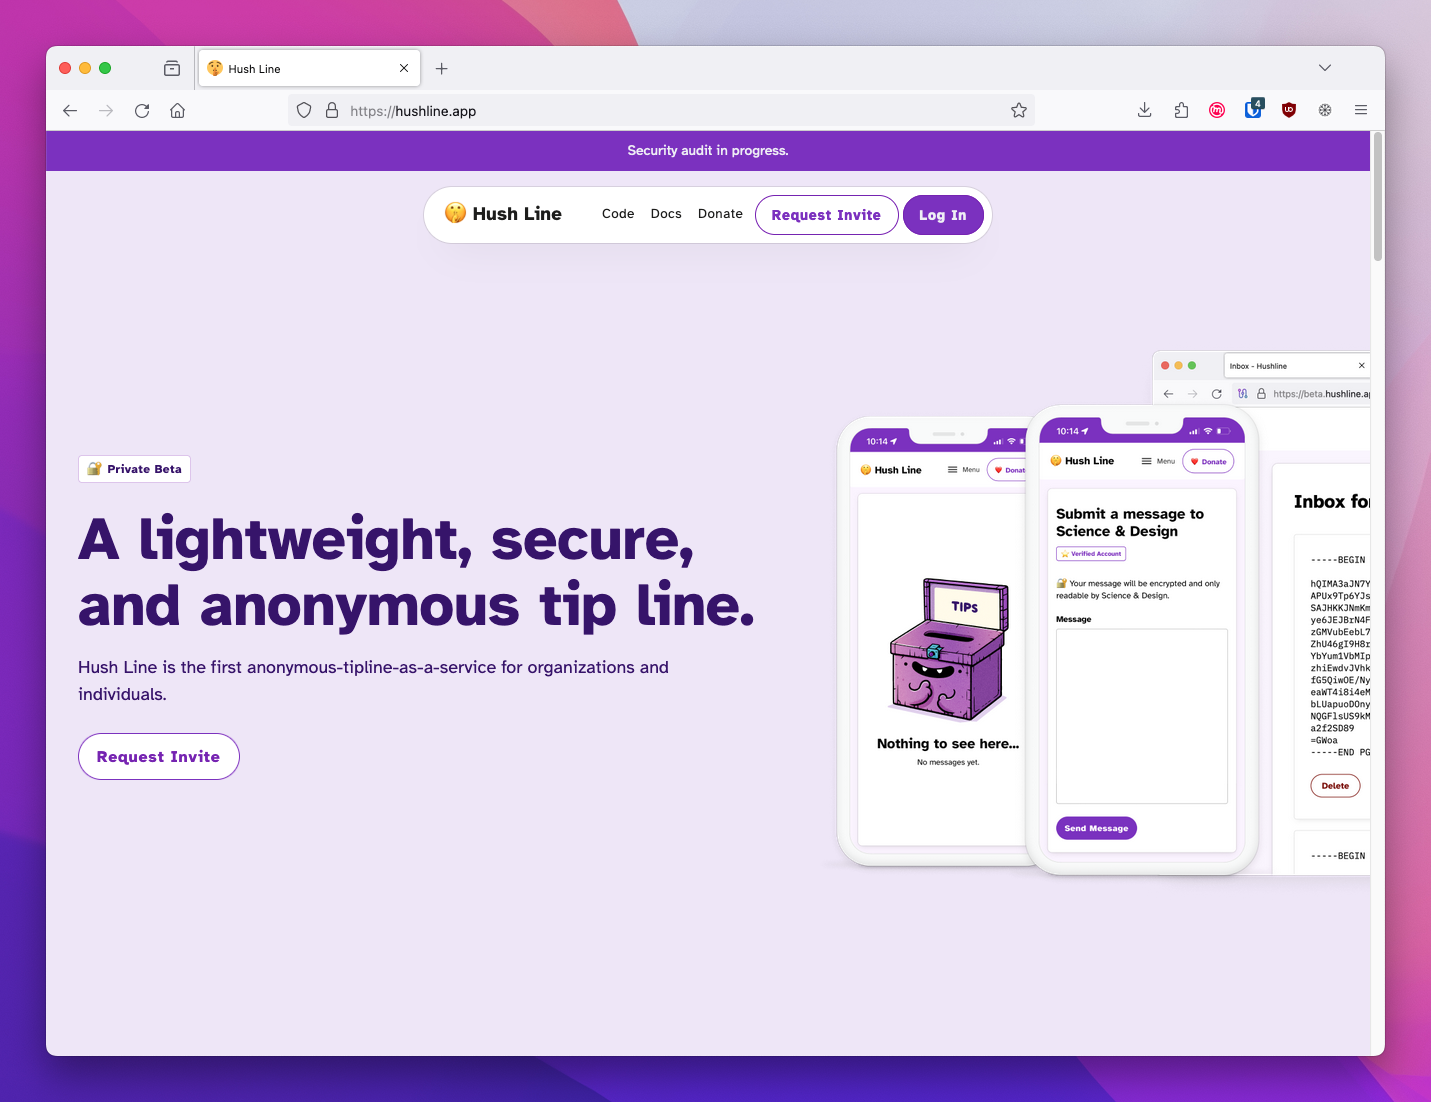 Hush Line
https://hushline.app
4
Security audit in progress.
🤫 Hush Line
Code
Docs
Donate
Request Invite
Log In
🔐 Private Beta
A lightweight, secure,
and anonymous tip line.
Hush Line is the first anonymous-tipline-as-a-service for organizations and
individuals.
Request Invite
10:14
🤫 Hush Line
Menu
TIPS
Nothing to see here...
No messages yet.
10:14
🤫 Hush Line
Menu
Donate
Submit a message to
Science & Design
⭐ Verified Account
🔐 Your message will be encrypted and only
readable by Science & Design.
Message
Send Message
Inbox - Hushline
https://beta.hushline.ap
Inbox for
-----BEGIN
hQIMA3aJN7Y
APUx9Tp6YJs
SAJHKKJNmKm
ye6JEJBrN4F
zGMVubEebL7
ZhU46gI9H8r
YbYum1VbMIp
zhiEwdvJVhk
fG5QiwOE/Ny
eaWT4i8i4eM
bLUapuoDOny
NQGFlsUS9kM
a2f2SD89
=GWoa
-----END PG
Delete
-----BEGIN